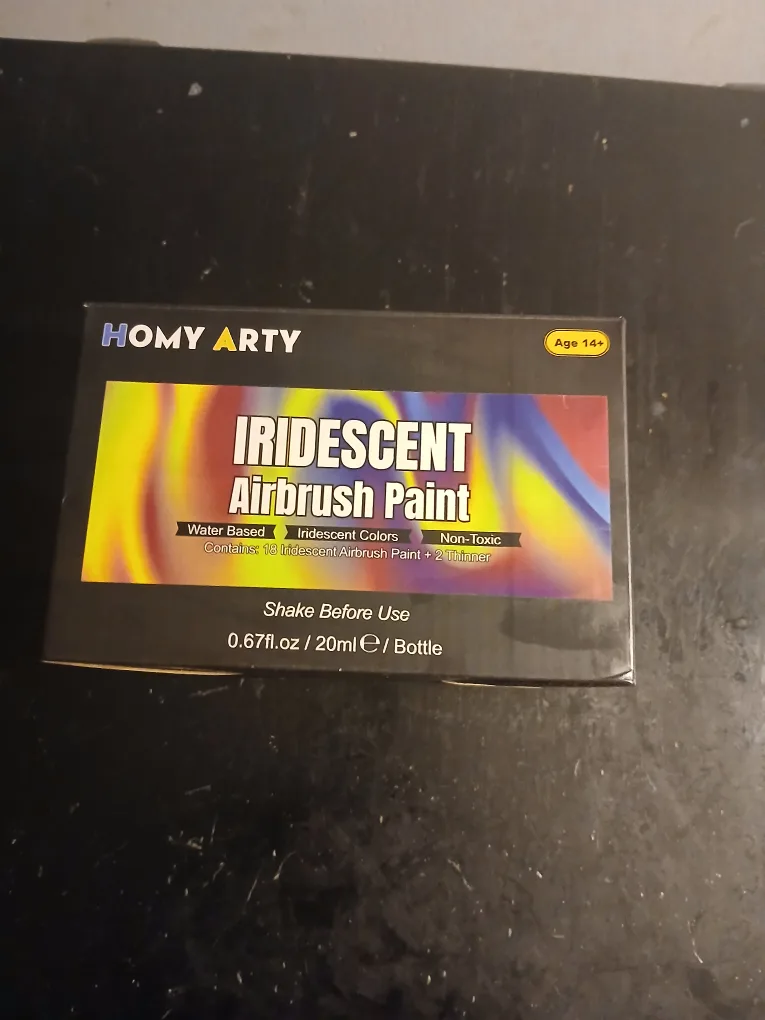 HOMY ARTY
Age 14+
IRIDESCENT
Airbrush Paint
Water Based Iridescent Colors Non-Toxic
Contains: 18 Iridescent Airbrush Paint + 2 Thinner
Shake Before Use
0.67fl.oz / 20ml℮/ Bottle